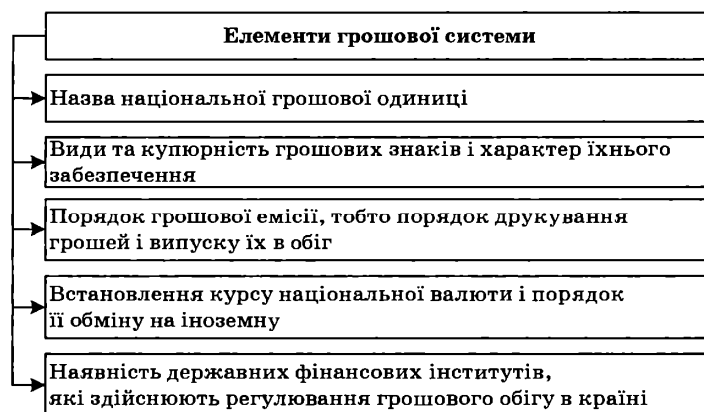 Елементи грошової системи
Назва національної грошової одиниці
Види та купюрність грошових знаків і характер їхнього
забезпечення
Порядок грошової емісії, тобто порядок друкування
грошей і випуску їх в обіг
Встановлення курсу національної валюти і порядок
її обміну на іноземну
Наявність державних фінансових інститутів,
які здійснюють регулювання грошового обігу в країні